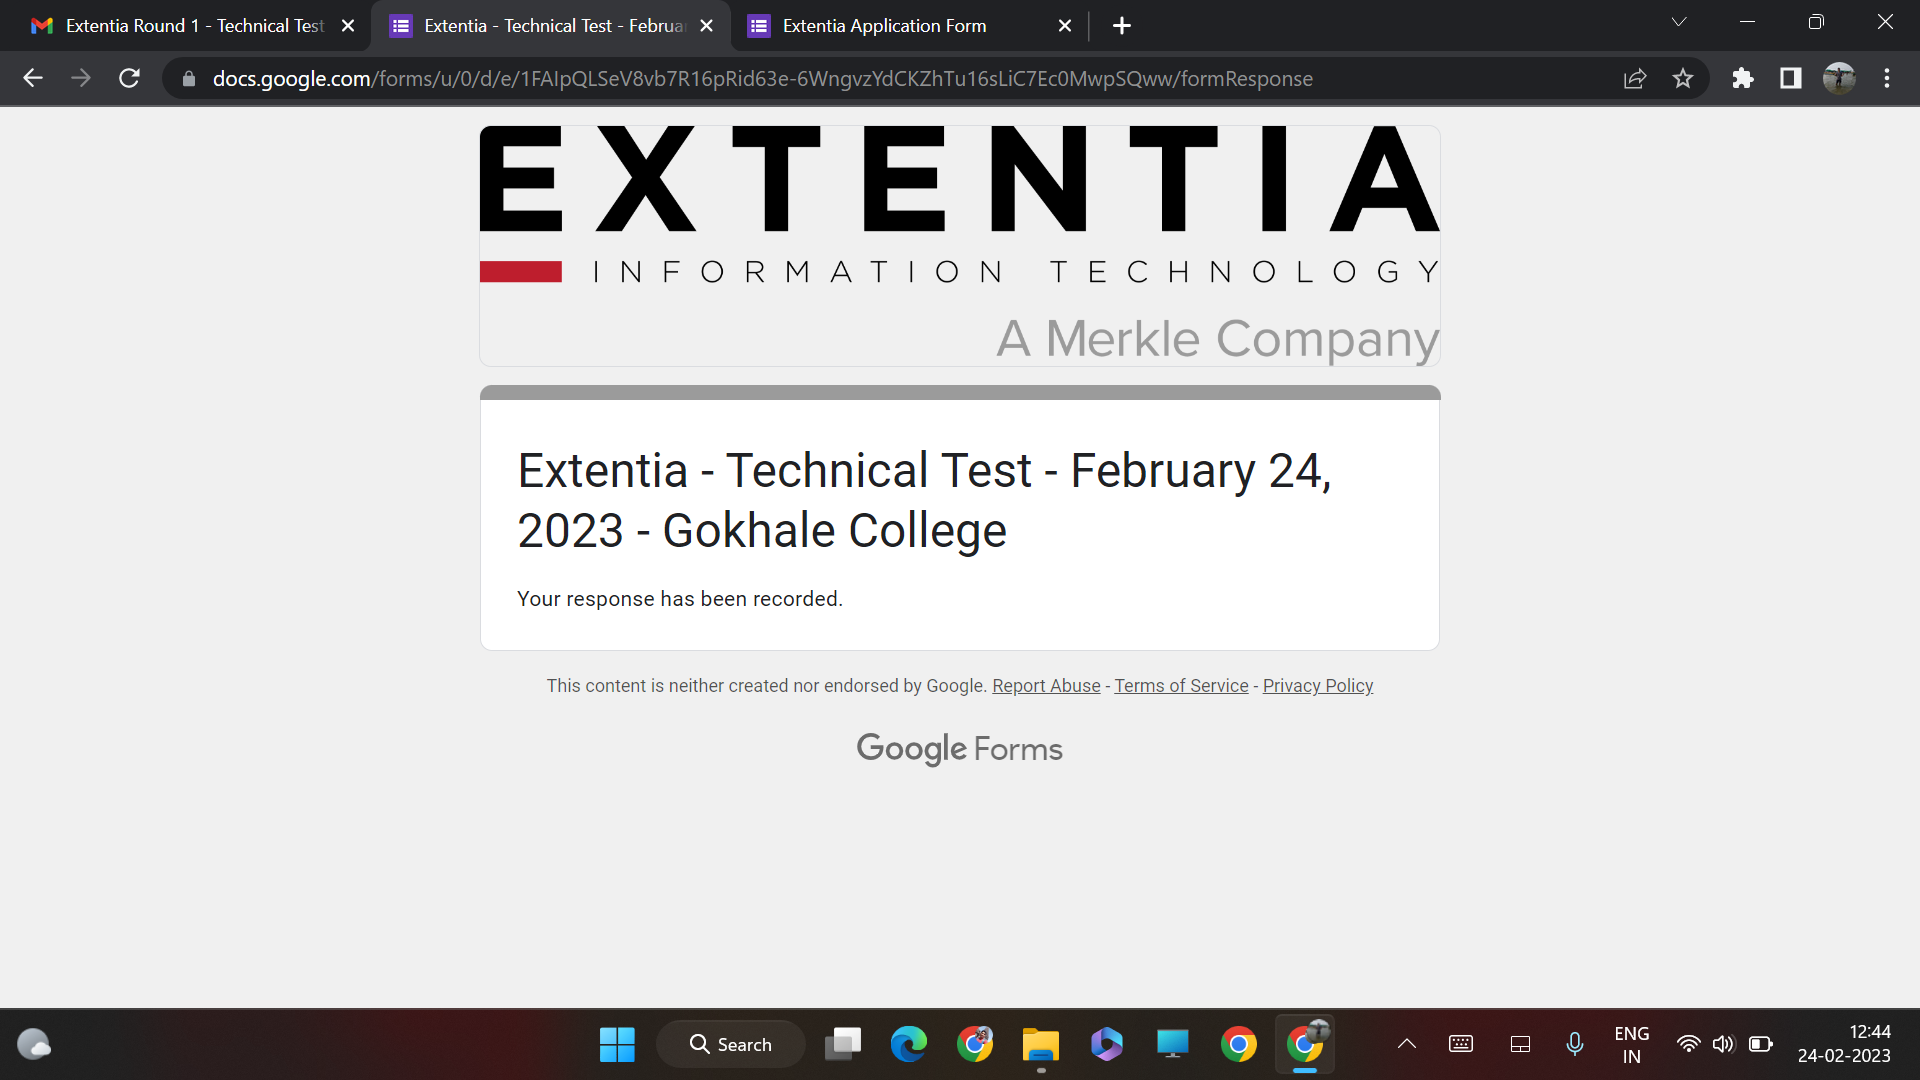 Extentia Round 1 - Technical Test
Extentia - Technical Test - Februa
Extentia Application Form
docs.google.com/forms/u/0/d/e/1FAIpQLSeV8vb7R16pRid63e-6WngvzYdCKZhTu16sLiC7Ec0MwpSQww/formResponse
EXTENTIA
INFORMATION TECHNOLOGY
A Merkle Company
Extentia - Technical Test - February 24,
2023 - Gokhale College
Your response has been recorded.
This content is neither created nor endorsed by Google. Report Abuse - Terms of Service - Privacy Policy
Google Forms
Search
ENG
IN
12:44
24-02-2023